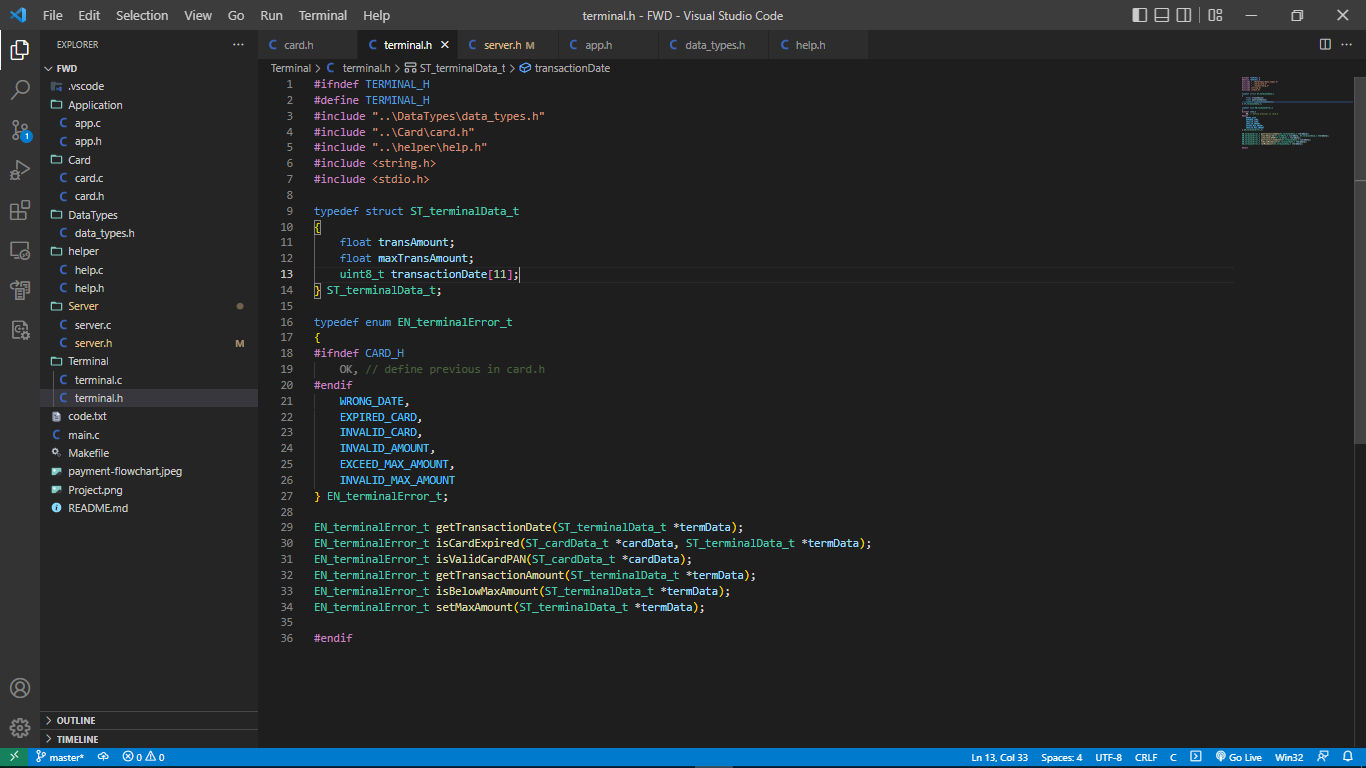 File Edit Selection View Go Run Terminal Help
terminal.h - FWD - Visual Studio Code
EXPLORER
FWD
.vscode
Application
C app.c
C app.h
Card
C card.c
C card.h
DataTypes
C data_types.h
helper
C help.c
C help.h
Server
C server.c
C server.h M
Terminal
C terminal.c
C terminal.h
code.txt
C main.c
Makefile
payment-flowchart.jpeg
Project.png
README.md
OUTLINE
TIMELINE
1
C card.h C terminal.h C server.h M C app.h C data_types.h C help.h
Terminal > C terminal.h > ST_terminalData_t > transactionDate
1 #ifndef TERMINAL_H
2 #define TERMINAL_H
3 #include "..\DataTypes\data_types.h"
4 #include "..\Card\card.h"
5 #include "..\helper\help.h"
6 #include <string.h>
7 #include <stdio.h>
8
9 typedef struct ST_terminalData_t
10 {
11 float transAmount;
12 float maxTransAmount;
13 uint8_t transactionDate[11];
14 } ST_terminalData_t;
15
16 typedef enum EN_terminalError_t
17 {
18 #ifndef CARD_H
19 OK, // define previous in card.h
20 #endif
21 WRONG_DATE,
22 EXPIRED_CARD,
23 INVALID_CARD,
24 INVALID_AMOUNT,
25 EXCEED_MAX_AMOUNT,
26 INVALID_MAX_AMOUNT
27 } EN_terminalError_t;
28
29 EN_terminalError_t getTransactionDate(ST_terminalData_t *termData);
30 EN_terminalError_t isCardExpired(ST_cardData_t *cardData, ST_terminalData_t *termData);
31 EN_terminalError_t isValidCardPAN(ST_cardData_t *cardData);
32 EN_terminalError_t getTransactionAmount(ST_terminalData_t *termData);
33 EN_terminalError_t isBelowMaxAmount(ST_terminalData_t *termData);
34 EN_terminalError_t setMaxAmount(ST_terminalData_t *termData);
35
36 #endif
master* 0 0 Ln 13, Col 33 Spaces: 4 UTF-8 CRLF C Go Live Win32